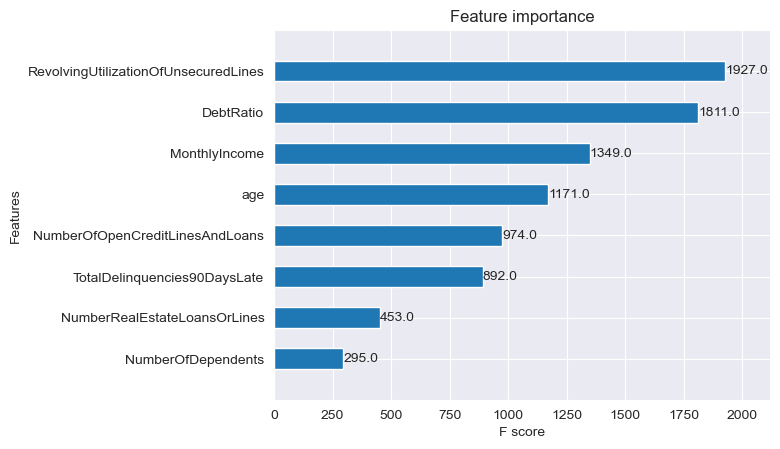 Feature importance
RevolvingUtilizationOfUnsecuredLines 1927.0
DebtRatio 1811.0
MonthlyIncome 1349.0
age 1171.0
NumberOfOpenCreditLinesAndLoans 974.0
TotalDelinquencies90DaysLate 892.0
NumberRealEstateLoansOrLines 453.0
NumberOfDependents 295.0
Features
0 250 500 750 1000 1250 1500 1750 2000
F score